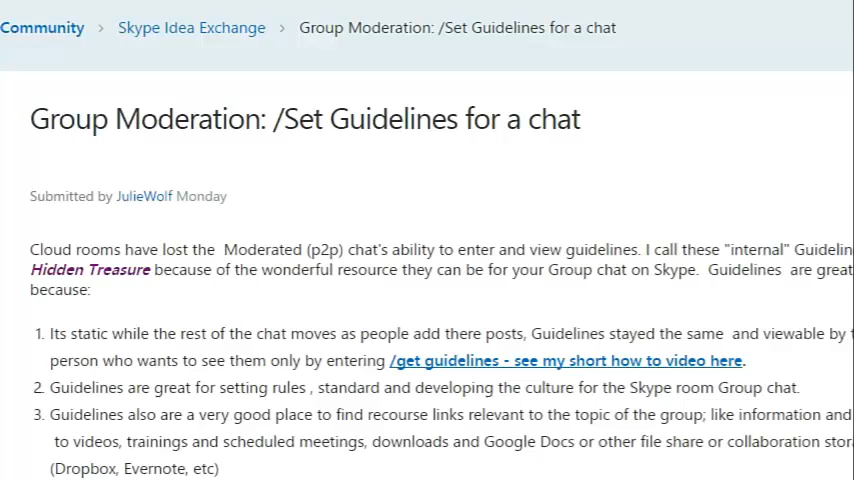 Community > Skype Idea Exchange > Group Moderation: /Set Guidelines for a chat
Group Moderation: /Set Guidelines for a chat
Submitted by JulieWolf Monday
Cloud rooms have lost the Moderated (p2p) chat's ability to enter and view guidelines. I call these "internal" Guidelin
Hidden Treasure because of the wonderful resource they can be for your Group chat on Skype. Guidelines are great
because:
1. Its static while the rest of the chat moves as people add there posts, Guidelines stayed the same and viewable by
person who wants to see them only by entering /get guidelines - see my short how to video here.
2. Guidelines are great for setting rules , standard and developing the culture for the Skype room Group chat.
3. Guidelines also are a very good place to find recourse links relevant to the topic of the group; like information and
to videos, trainings and scheduled meetings, downloads and Google Docs or other file share or collaboration stor
(Dropbox, Evernote, etc)